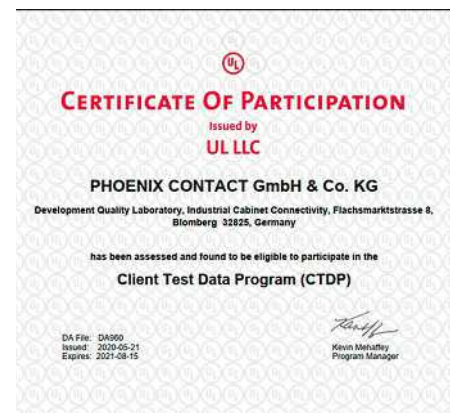 UL
CERTIFICATE OF PARTICIPATION
Issued by
UL LLC
PHOENIX CONTACT GmbH & Co. KG
Development Quality Laboratory, Industrial Cabinet Connectivity, Flachsmarktstrasse 8,
Blomberg 32825, Germany
has been assessed and found to be eligible to participate in the
Client Test Data Program (CTDP)
DA File: DA960
Issued: 2020-05-21
Expires: 2021-08-15
Kevin Mehaffey
Program Manager